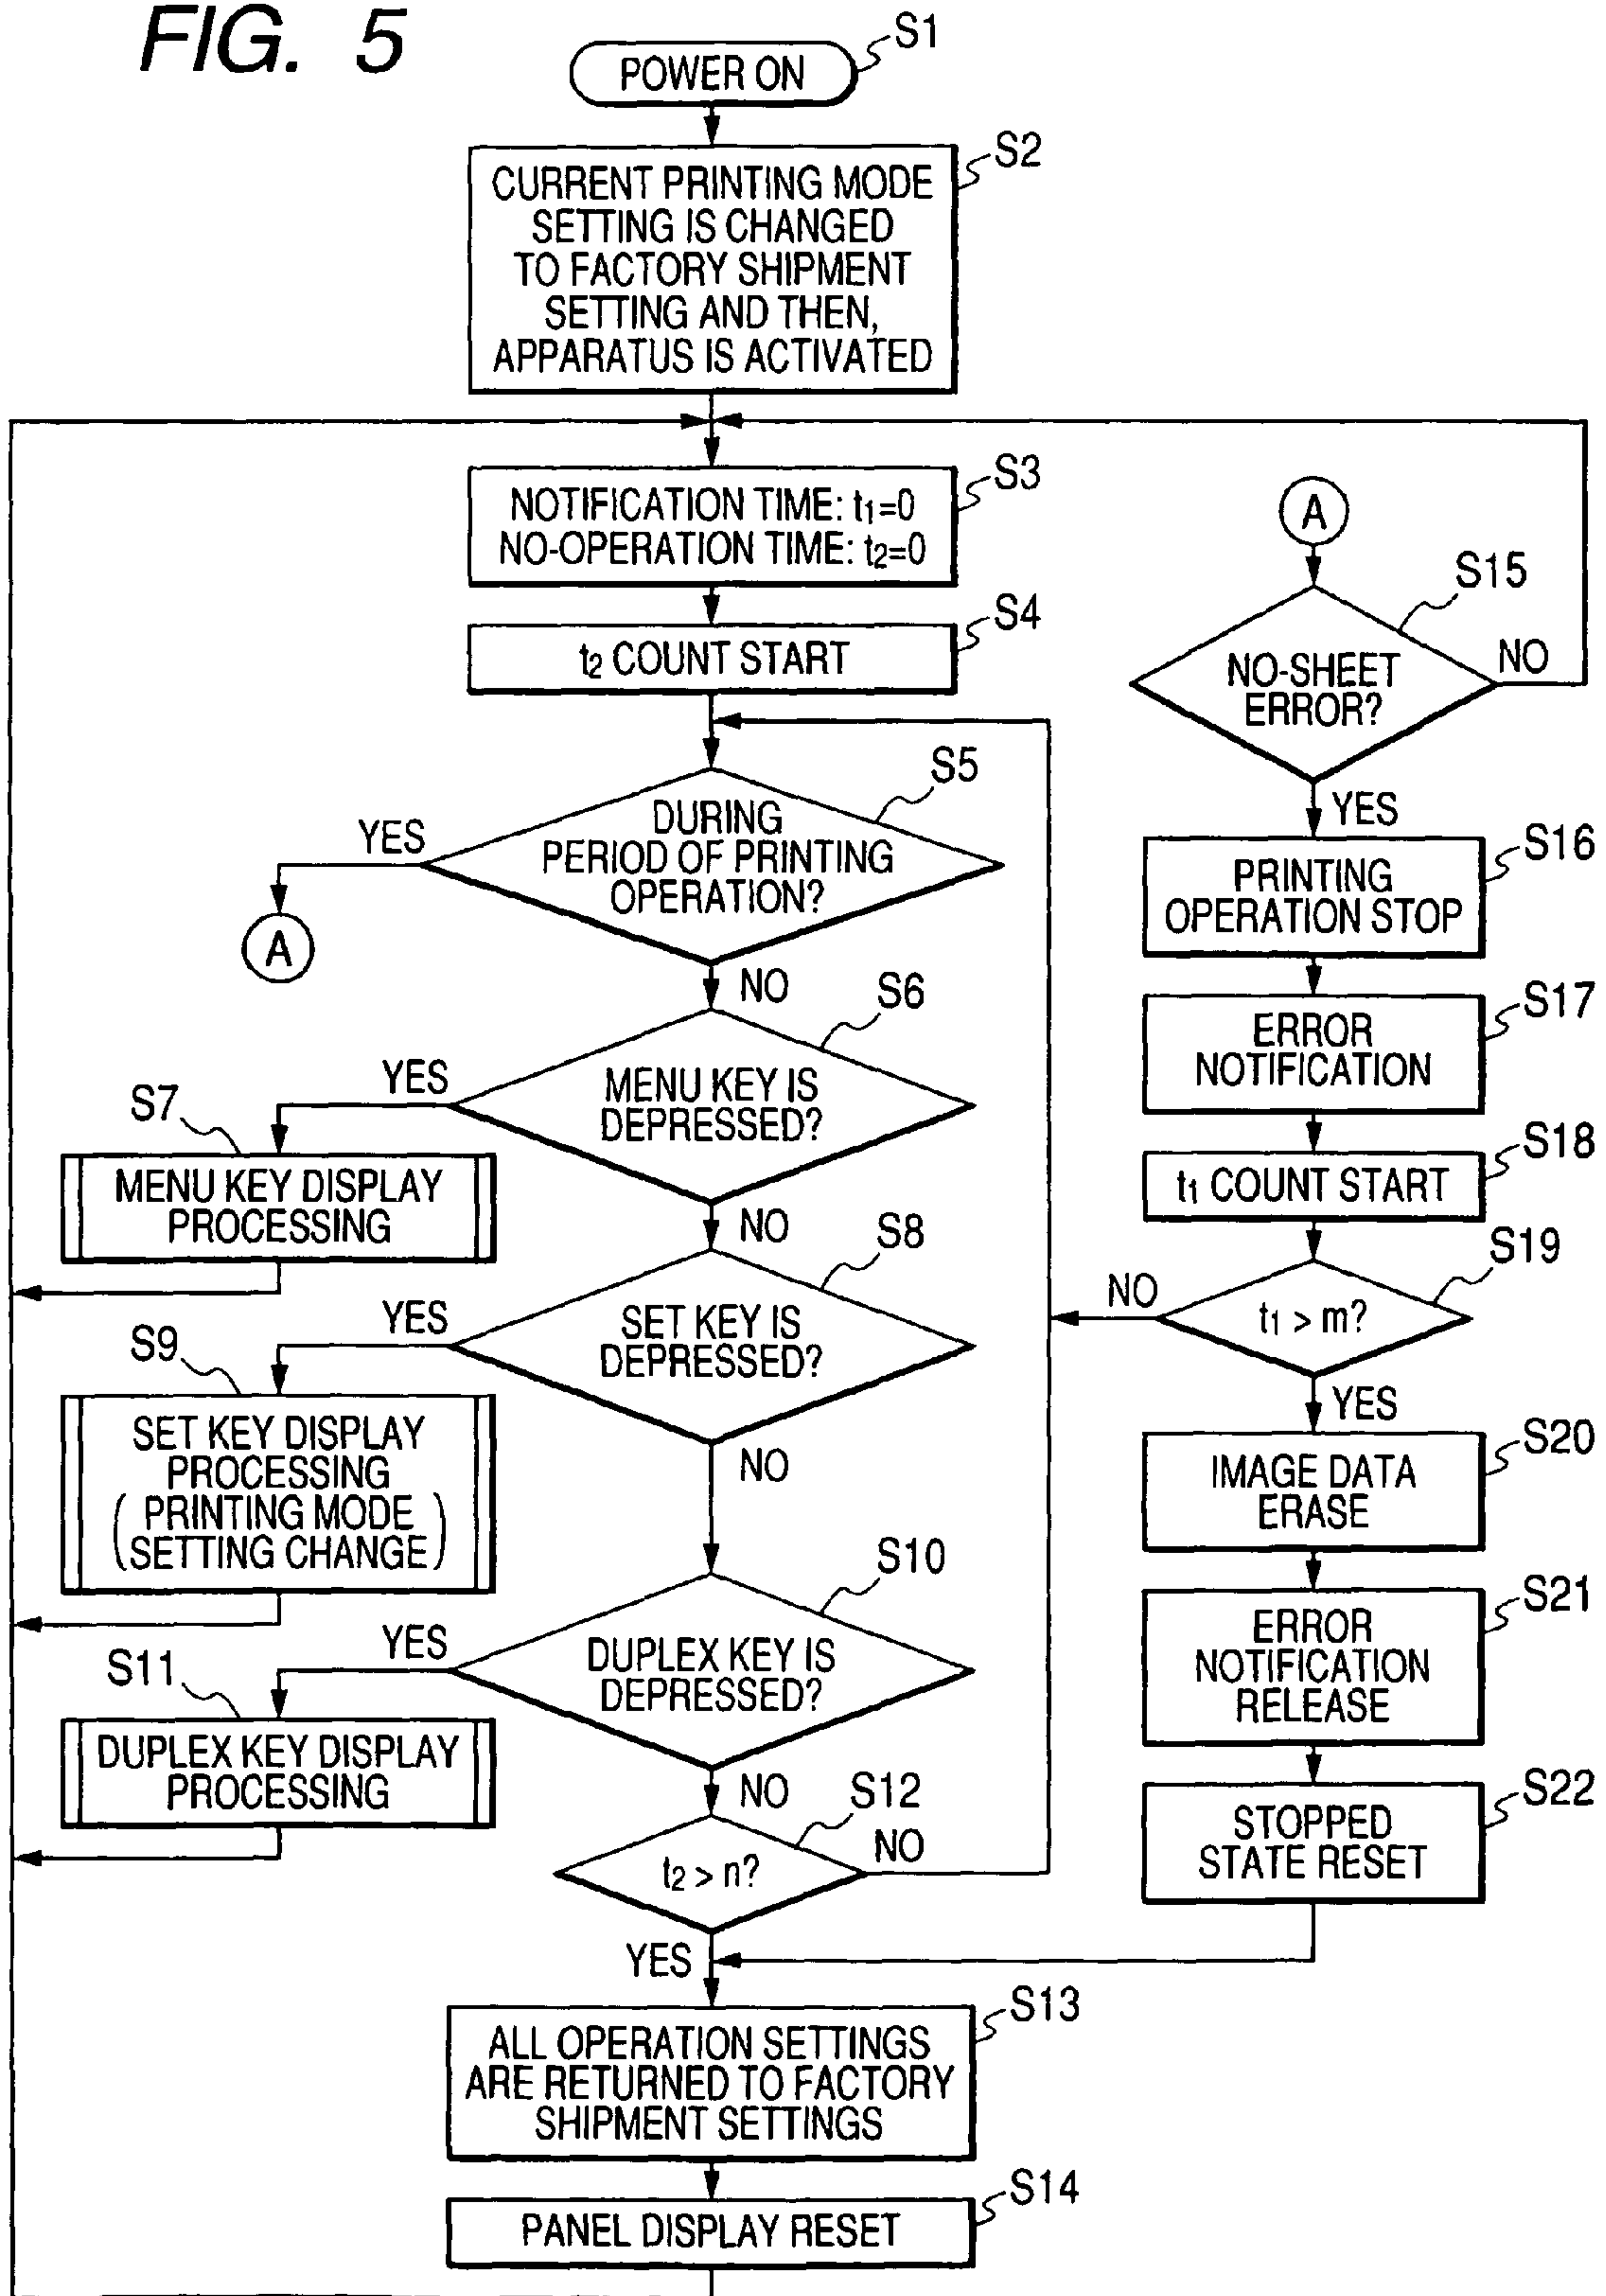 FIG. 5
S1
POWER ON
S2
CURRENT PRINTING MODE
SETTING IS CHANGED
TO FACTORY SHIPMENT
SETTING AND THEN,
APPARATUS IS ACTIVATED
S3
NOTIFICATION TIME: t₁=0
NO-OPERATION TIME: t₂=0
S4
t₂ COUNT START
S5
DURING
PERIOD OF PRINTING
OPERATION?
YES
A
NO
S6
MENU KEY IS
DEPRESSED?
YES
S7
MENU KEY DISPLAY
PROCESSING
NO
S8
SET KEY IS
DEPRESSED?
YES
S9
SET KEY DISPLAY
PROCESSING
(PRINTING MODE
SETTING CHANGE)
NO
S10
DUPLEX KEY IS
DEPRESSED?
YES
S11
DUPLEX KEY DISPLAY
PROCESSING
NO
S12
t₂ > n?
NO
YES
S13
ALL OPERATION SETTINGS
ARE RETURNED TO FACTORY
SHIPMENT SETTINGS
S14
PANEL DISPLAY RESET
A
S15
NO-SHEET
ERROR?
NO
YES
S16
PRINTING
OPERATION STOP
S17
ERROR
NOTIFICATION
S18
t₁ COUNT START
S19
t₁ > m?
NO
YES
S20
IMAGE DATA
ERASE
S21
ERROR
NOTIFICATION
RELEASE
S22
STOPPED
STATE RESET